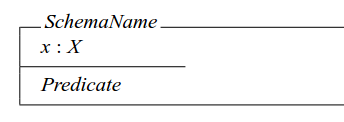 SchemaName
x : X
Predicate